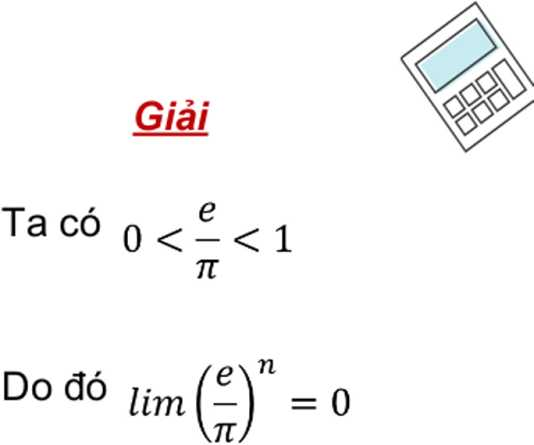 Giải
Ta có 0 < e/π < 1
Do đó lim (e/π)^n = 0